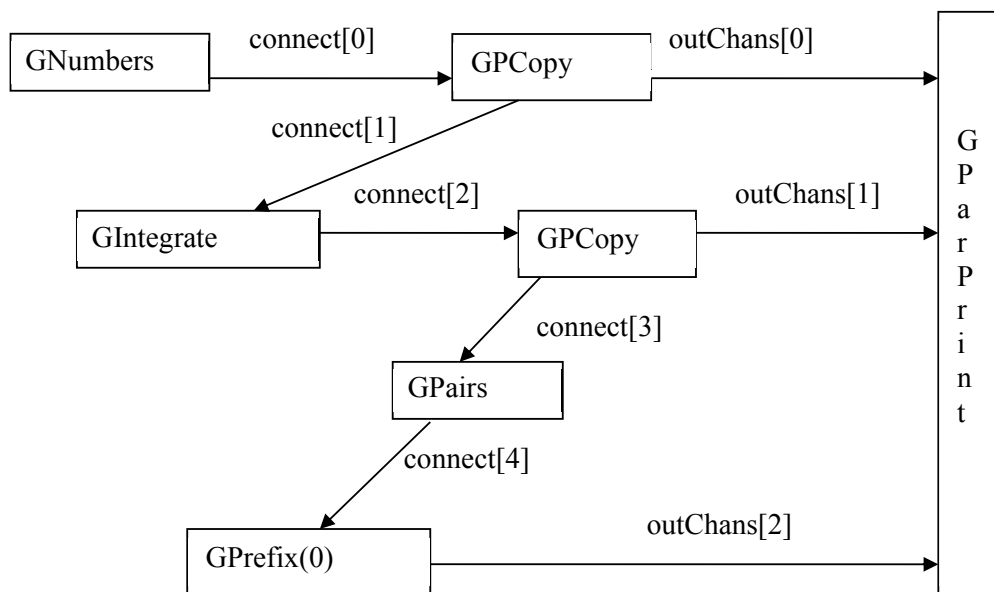 connect[0]
outChans[0]
GNumbers
GPCopy
connect[1]
connect[2]
outChans[1]
GIntegrate
GPCopy
connect[3]
GPairs
connect[4]
outChans[2]
GPrefix(0)
G
P
a
r
P
r
i
n
t